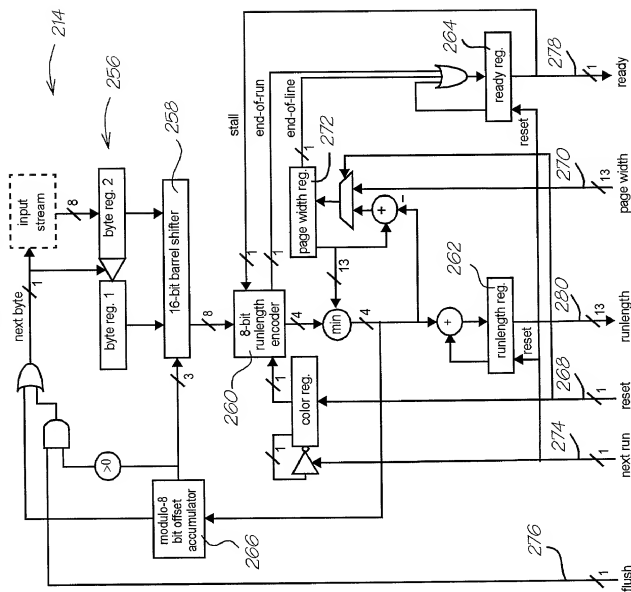 214
256
input
stream
8
next byte
1
byte reg. 1
byte reg. 2
258
16-bit barrel shifter
3
8
>0
modulo-8
bit offset
accumulator
266
260
8-bit
runlength
encoder
4
min
4
13
1
1
stall
end-of-run
end-of-line
1
page width reg.
272
+
-
264
ready reg.
reset
1
color reg.
1
+
262
runlength reg.
reset
276
1
flush
274
1
next run
268
1
reset
280
13
runlength
270
13
page width
278
1
ready